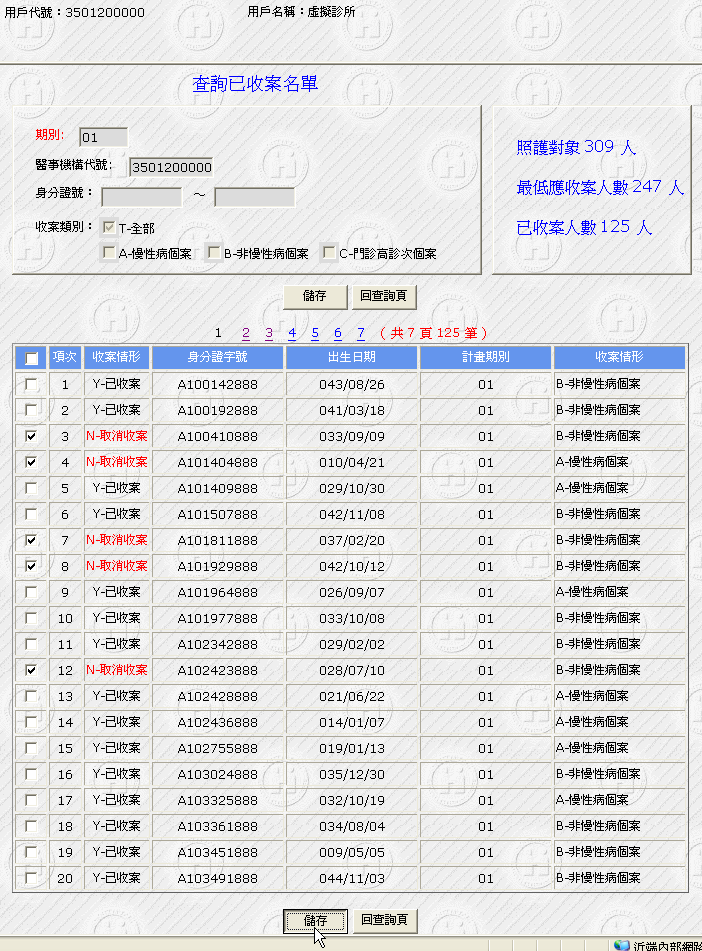 用戶代號：3501200000 用戶名稱：虛擬診所
查詢已收案名單
期別: 01
醫事機構代號: 3501200000
身分證號： ～
收案類別： T-全部
A-慢性病個案 B-非慢性病個案 C-門診高診次個案
照護對象 309 人
最低應收案人數 247 人
已收案人數 125 人
儲存 回查詢頁
1 2 3 4 5 6 7 （ 共 7 頁 125 筆 ）
項次 收案情形 身分證字號 出生日期 計畫期別 收案情形
1 Y-已收案 A100142888 043/08/26 01 B-非慢性病個案
2 Y-已收案 A100192888 041/03/18 01 B-非慢性病個案
3 N-取消收案 A100410888 033/09/09 01 B-非慢性病個案
4 N-取消收案 A101404888 010/04/21 01 A-慢性病個案
5 Y-已收案 A101409888 029/10/30 01 A-慢性病個案
6 Y-已收案 A101507888 042/11/08 01 B-非慢性病個案
7 N-取消收案 A101811888 037/02/20 01 B-非慢性病個案
8 N-取消收案 A101929888 042/10/12 01 B-非慢性病個案
9 Y-已收案 A101964888 026/09/07 01 A-慢性病個案
10 Y-已收案 A101977888 033/10/08 01 B-非慢性病個案
11 Y-已收案 A102342888 029/02/02 01 B-非慢性病個案
12 N-取消收案 A102423888 028/07/10 01 B-非慢性病個案
13 Y-已收案 A102428888 021/06/22 01 A-慢性病個案
14 Y-已收案 A102436888 014/01/07 01 A-慢性病個案
15 Y-已收案 A102755888 019/01/13 01 A-慢性病個案
16 Y-已收案 A103024888 035/12/30 01 B-非慢性病個案
17 Y-已收案 A103325888 032/10/19 01 A-慢性病個案
18 Y-已收案 A103361888 034/08/04 01 B-非慢性病個案
19 Y-已收案 A103451888 009/05/05 01 B-非慢性病個案
20 Y-已收案 A103491888 044/11/03 01 B-非慢性病個案
儲存 回查詢頁
近端內部網路